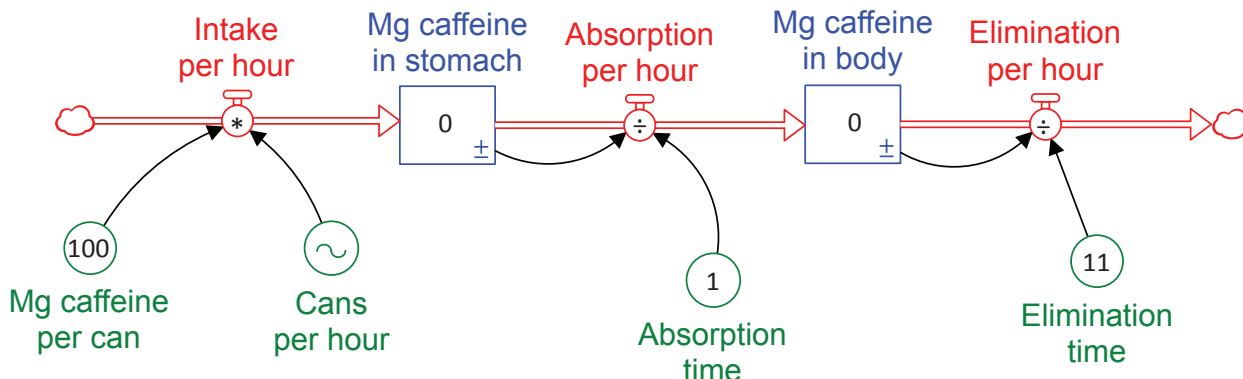 Intake
per hour
Mg caffeine
in stomach
Absorption
per hour
Mg caffeine
in body
Elimination
per hour
*
0
±
÷
0
±
÷
100
1
11
Mg caffeine
per can
Cans
per hour
Absorption
time
Elimination
time